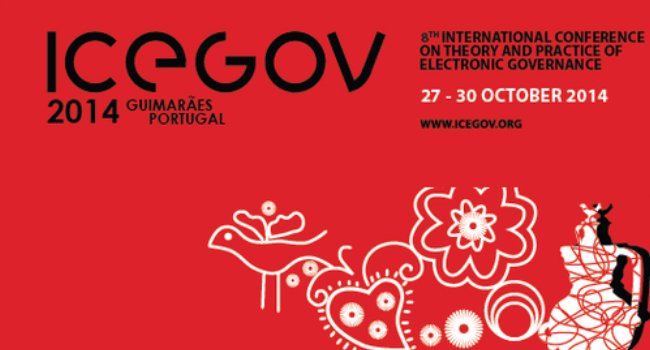 ICEGOV
2014 GUIMARÃES
PORTUGAL
8TH INTERNATIONAL CONFERENCE
ON THEORY AND PRACTICE OF
ELECTRONIC GOVERNANCE
27 - 30 OCTOBER 2014
WWW.ICEGOV.ORG